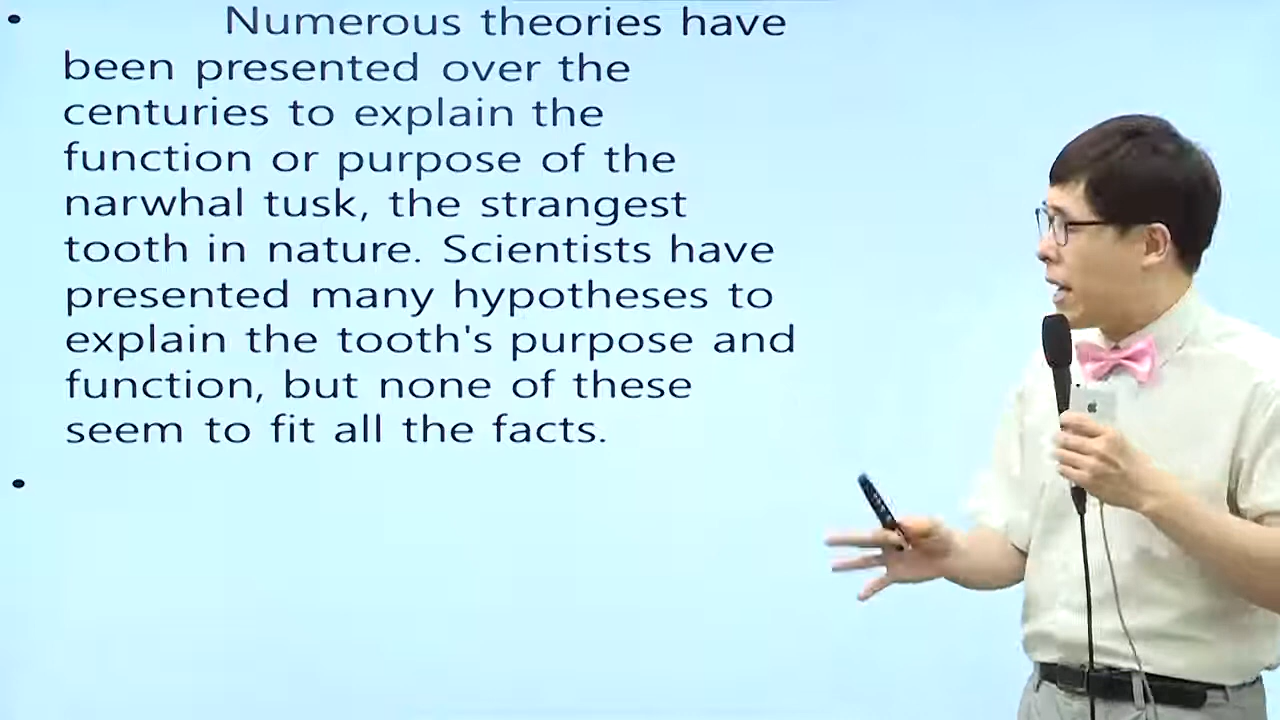 • Numerous theories have
been presented over the
centuries to explain the
function or purpose of the
narwhal tusk, the strangest
tooth in nature. Scientists have
presented many hypotheses to
explain the tooth's purpose and
function, but none of these
seem to fit all the facts.
•